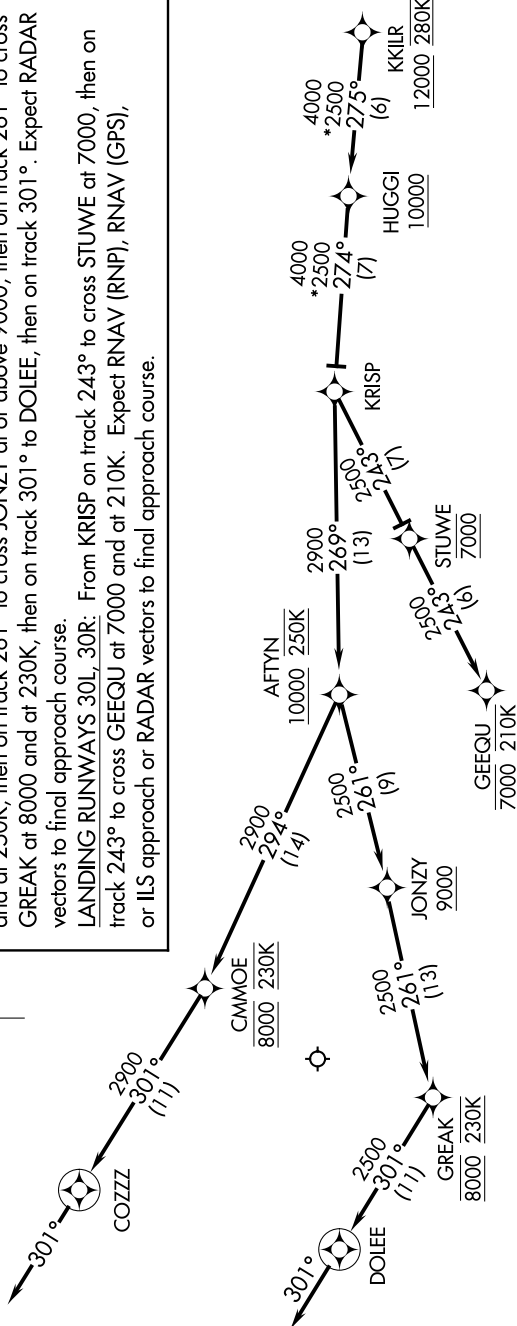 and at 250K, then on track 261° to cross JONZY at or above 9000, then on track 261° to cross
GREAK at 8000 and at 230K, then on track 301° to DOLEE, then on track 301°. Expect RADAR
vectors to final approach course.
LANDING RUNWAYS 30L, 30R: From KRISP on track 243° to cross STUWE at 7000, then on
track 243° to cross GEEQU at 7000 and at 210K. Expect RNAV (RNP), RNAV (GPS),
or ILS approach or RADAR vectors to final approach course.
301°
COZZZ
2900
301°
(11)
CMMOE
8000 230K
2900
294°
(14)
AFTYN
10000 250K
2900
269°
(13)
KRISP
4000
*2500
274°
(7)
HUGGI
10000
4000
*2500
275°
(6)
KKILR
12000 280K
301°
DOLEE
2500
301°
(11)
GREAK
8000 230K
2500
261°
(13)
JONZY
9000
2500
261°
(9)
GEEQU
7000 210K
2500
243°
(6)
STUWE
7000
2500
243°
(7)